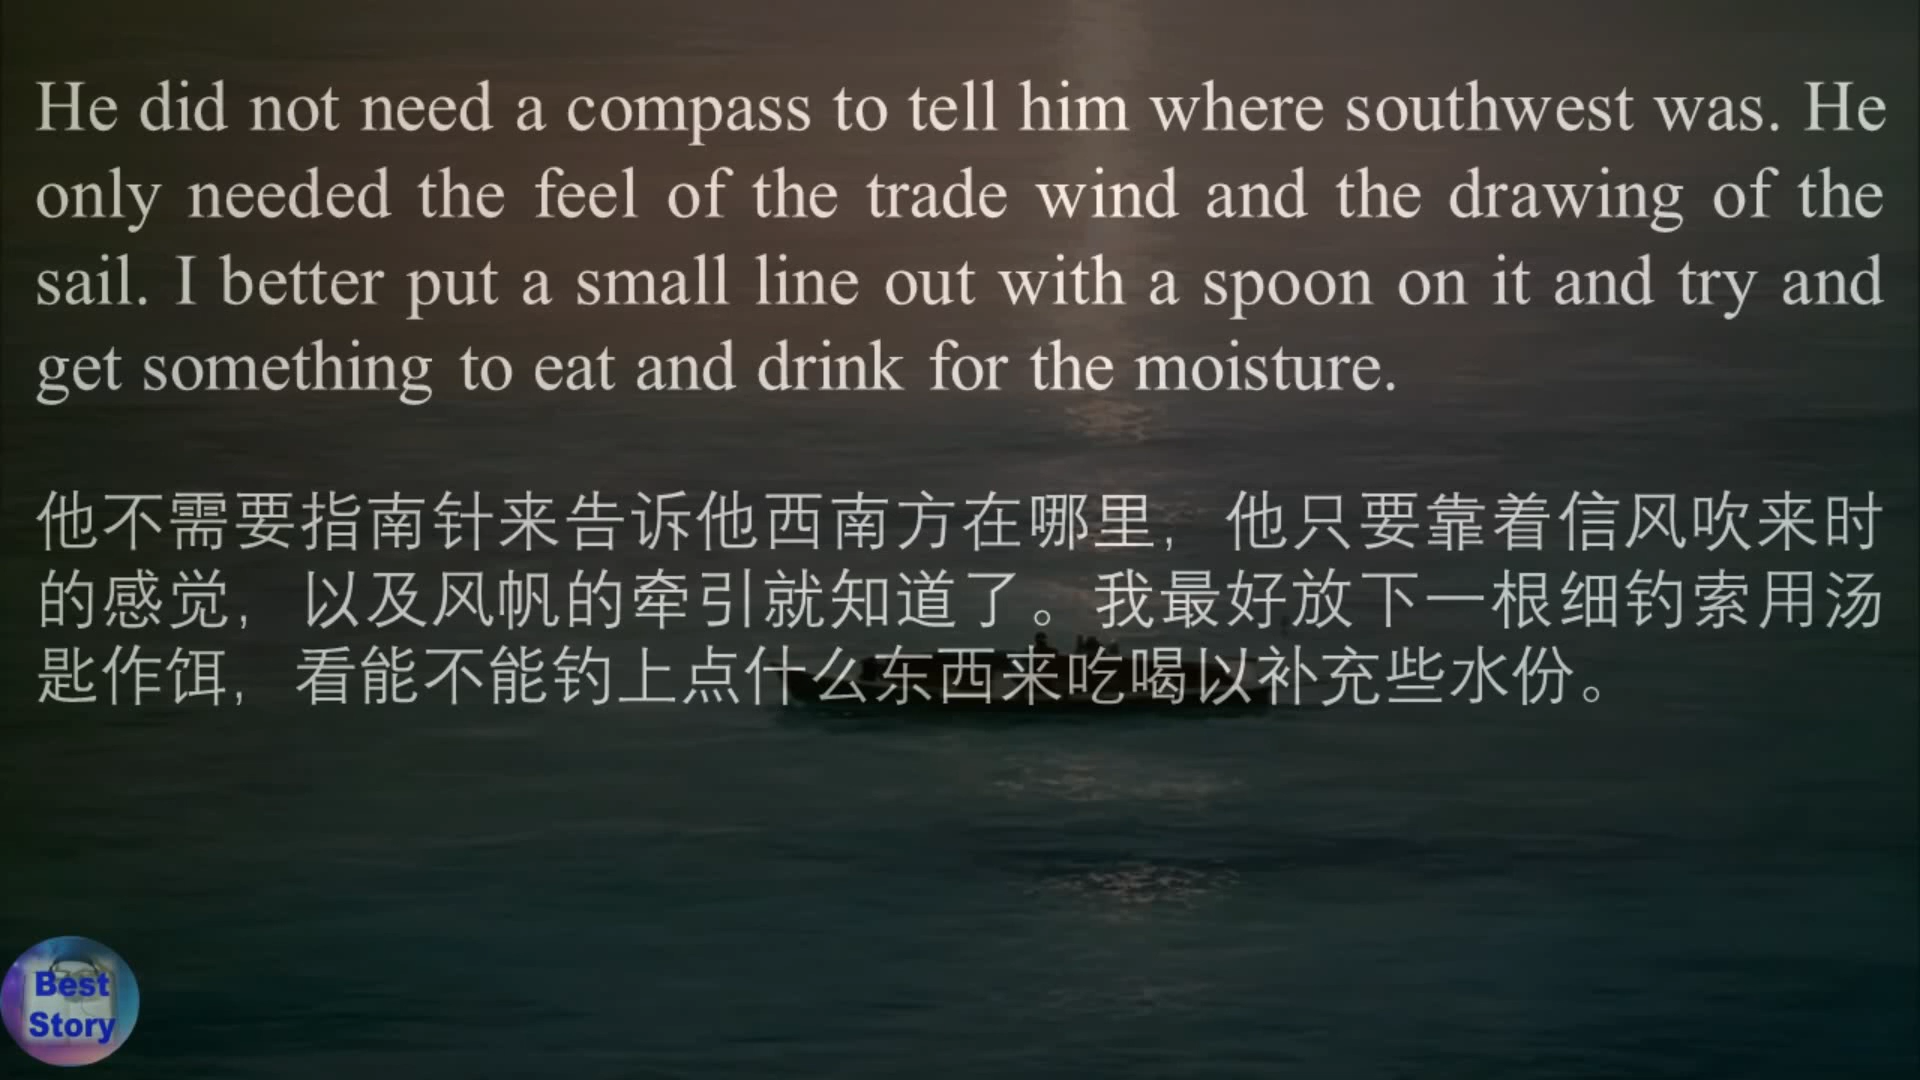 He did not need a compass to tell him where southwest was. He
only needed the feel of the trade wind and the drawing of the
sail. I better put a small line out with a spoon on it and try and
get something to eat and drink for the moisture.
他不需要指南针来告诉他西南方在哪里，他只要靠着信风吹来时
的感觉，以及风帆的牵引就知道了。我最好放下一根细钓索用汤
匙作饵，看能不能钓上点什么东西来吃喝以补充些水份。
Best
Story